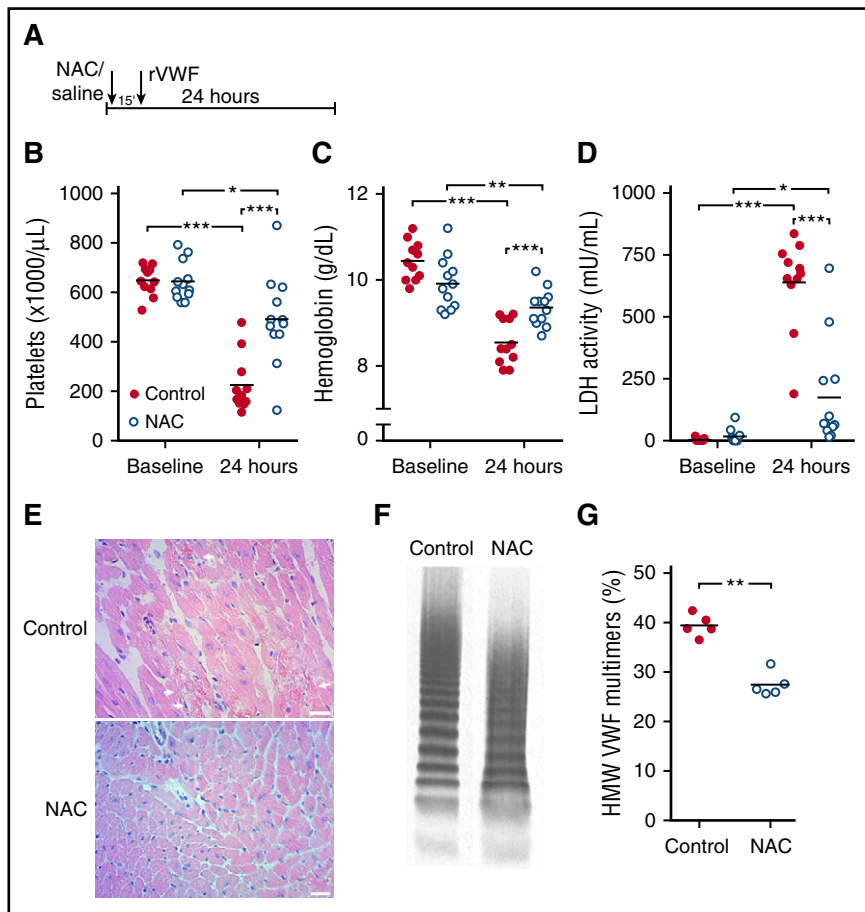 A
NAC/
saline
15'
rVWF
24 hours
B
Platelets (x1000/µL)
1000
800
600
400
200
0
*
***
***
Control
NAC
Baseline
24 hours
C
Hemoglobin (g/dL)
12
10
8
0
**
***
***
Baseline
24 hours
D
LDH activity (mU/mL)
1000
750
500
250
0
*
***
***
Baseline
24 hours
E
Control
NAC
F
Control NAC
G
HMW VWF multimers (%)
50
40
30
20
10
0
**
Control
NAC